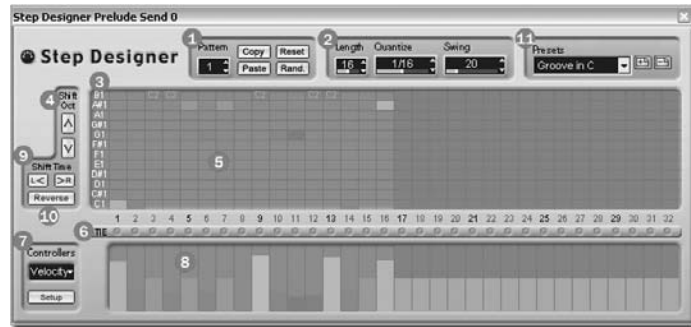 Step Designer Prelude Send 0
Step Designer
1
Pattern
1
Copy
Reset
Paste
Rand.
2
Length
Quantize
Swing
16
1/16
20
11
Presets
Groove in C
3
4
Shift
Oct
B1
A#1
A1
G#1
G1
F#1
F1
E1
D#1
D1
C#1
C1
C2 C2 C2 C2
5
9
Shift Time
L< >R
Reverse
10
1 2 3 4 5 6 7 8 9 10 11 12 13 14 15 16 17 18 19 20 21 22 23 24 25 26 27 28 29 30 31 32
6
TIE
7
Controllers
Velocity
Setup
8